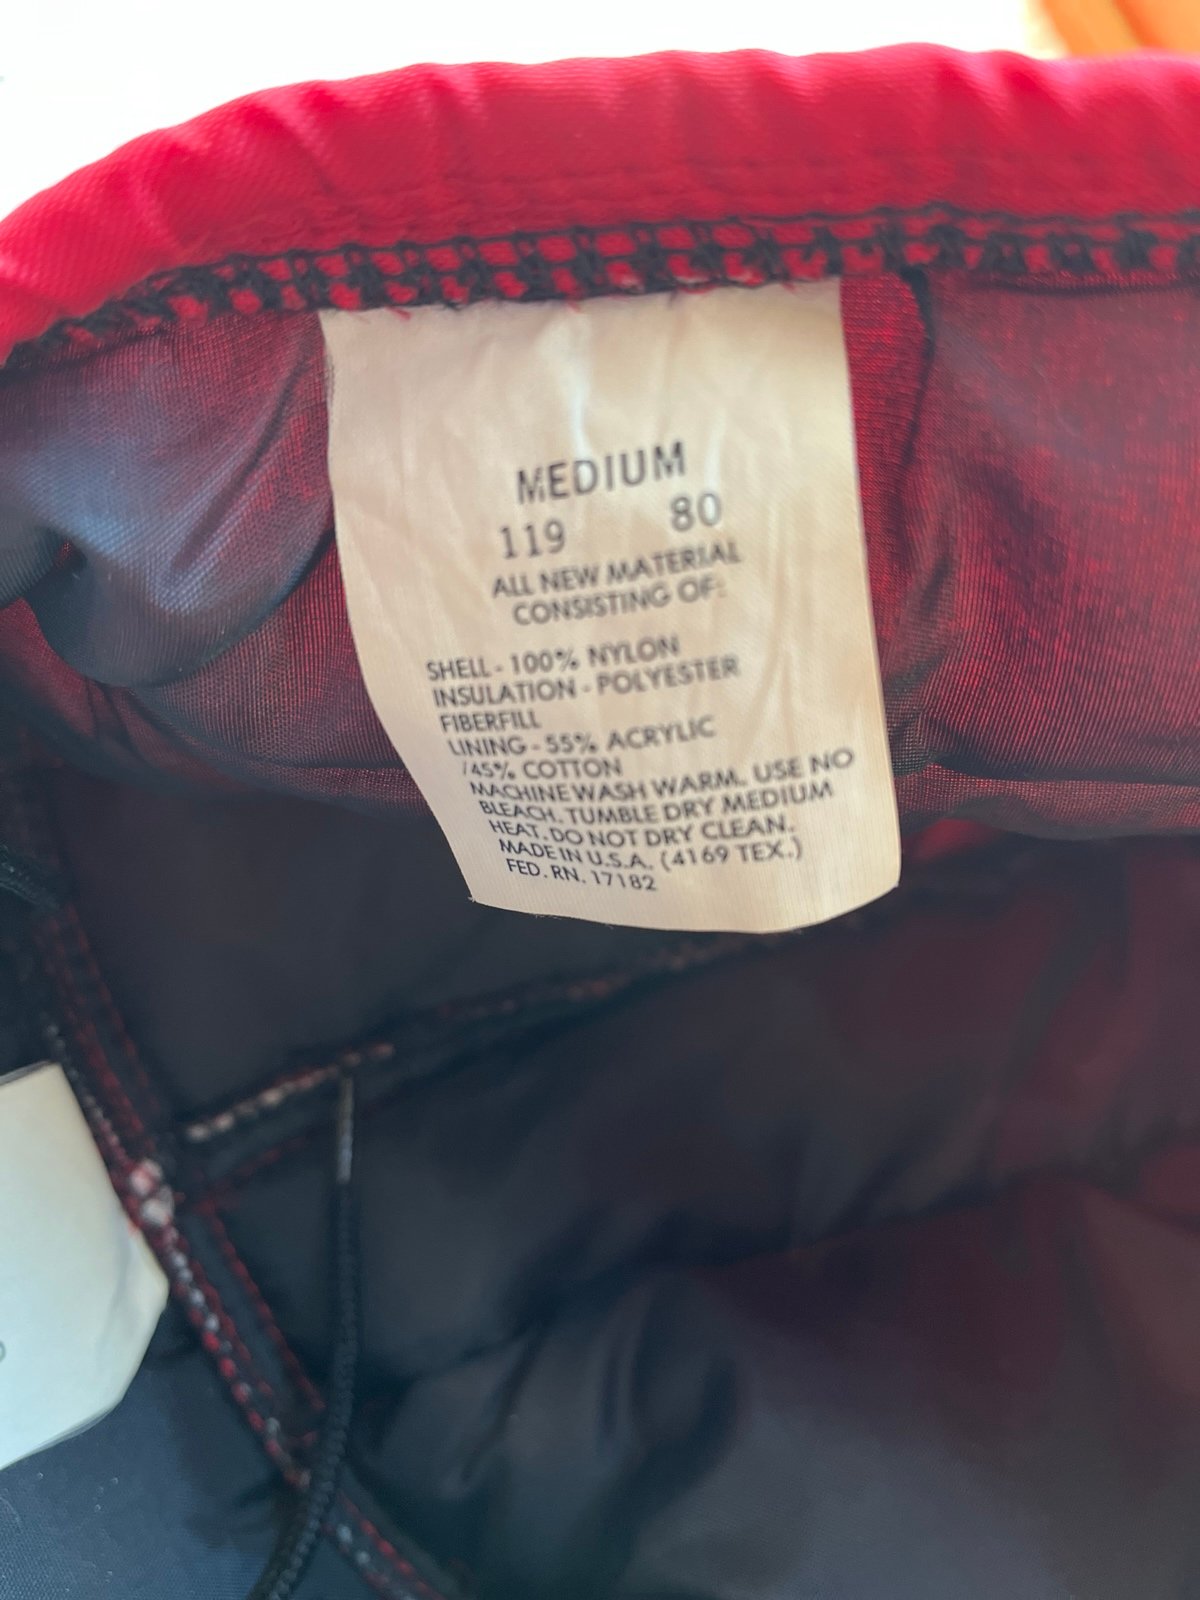 MEDIUM
119 80
ALL NEW MATERIAL
CONSISTING OF:
SHELL - 100% NYLON
INSULATION - POLYESTER
FIBERFILL
LINING - 55% ACRYLIC
/45% COTTON
MACHINE WASH WARM. USE NO
BLEACH. TUMBLE DRY MEDIUM
HEAT. DO NOT DRY CLEAN.
MADE IN U.S.A. (4169 TEX.)
FED. RN. 17182